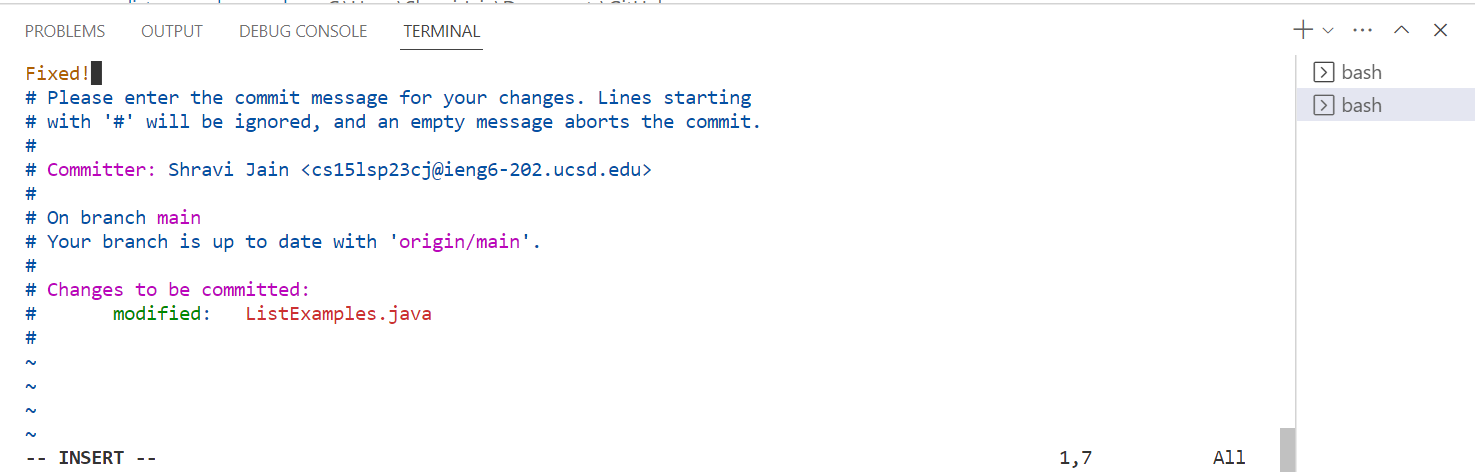 PROBLEMS OUTPUT DEBUG CONSOLE TERMINAL
Fixed!
# Please enter the commit message for your changes. Lines starting
# with '#' will be ignored, and an empty message aborts the commit.
#
# Committer: Shravi Jain <cs15lsp23cj@ieng6-202.ucsd.edu>
#
# On branch main
# Your branch is up to date with 'origin/main'.
#
# Changes to be committed:
#       modified:   ListExamples.java
#
~
~
~
~
-- INSERT -- 1,7 All
bash
bash